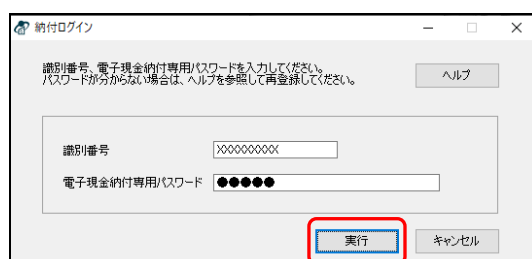 納付ログイン
識別番号、電子現金納付専用パスワードを入力してください。
パスワードが分からない場合は、ヘルプを参照して再登録してください。
ヘルプ
識別番号 XXXXXXXXX
電子現金納付専用パスワード ●●●●●
実行 キャンセル